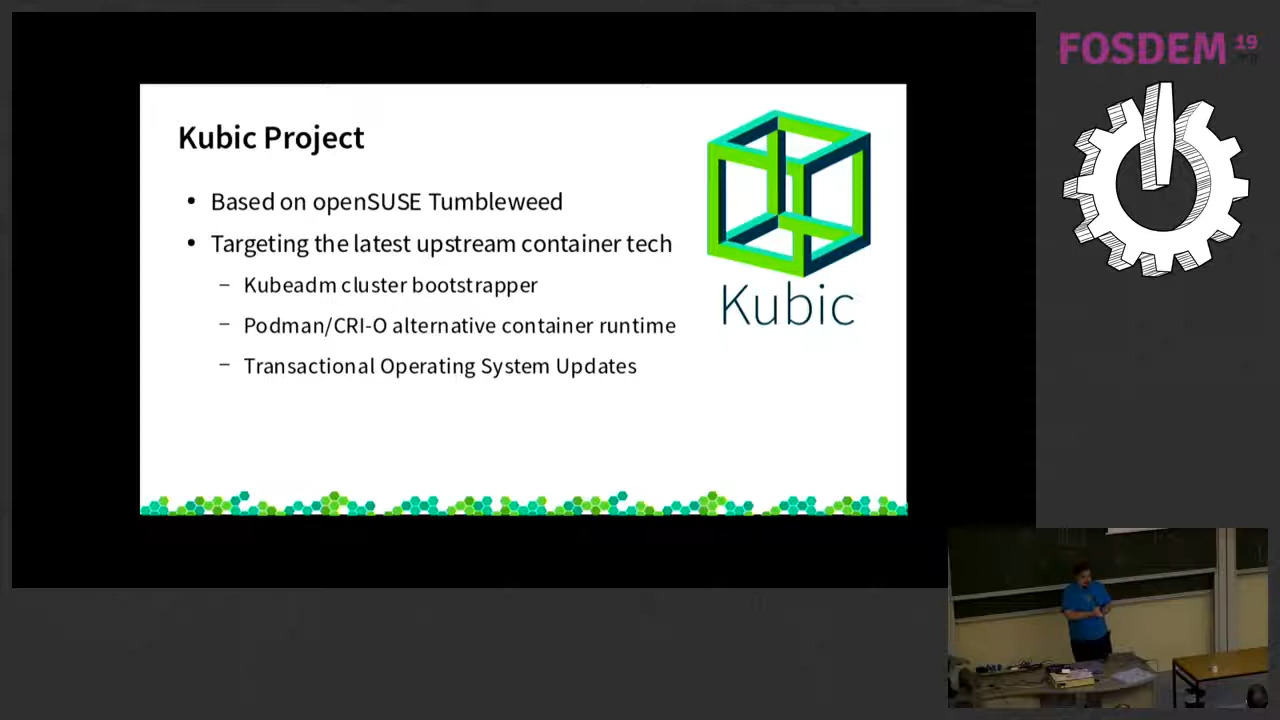 FOSDEM 19
Kubic Project
• Based on openSUSE Tumbleweed
• Targeting the latest upstream container tech
– Kubeadm cluster bootstrapper
– Podman/CRI-O alternative container runtime
– Transactional Operating System Updates
Kubic